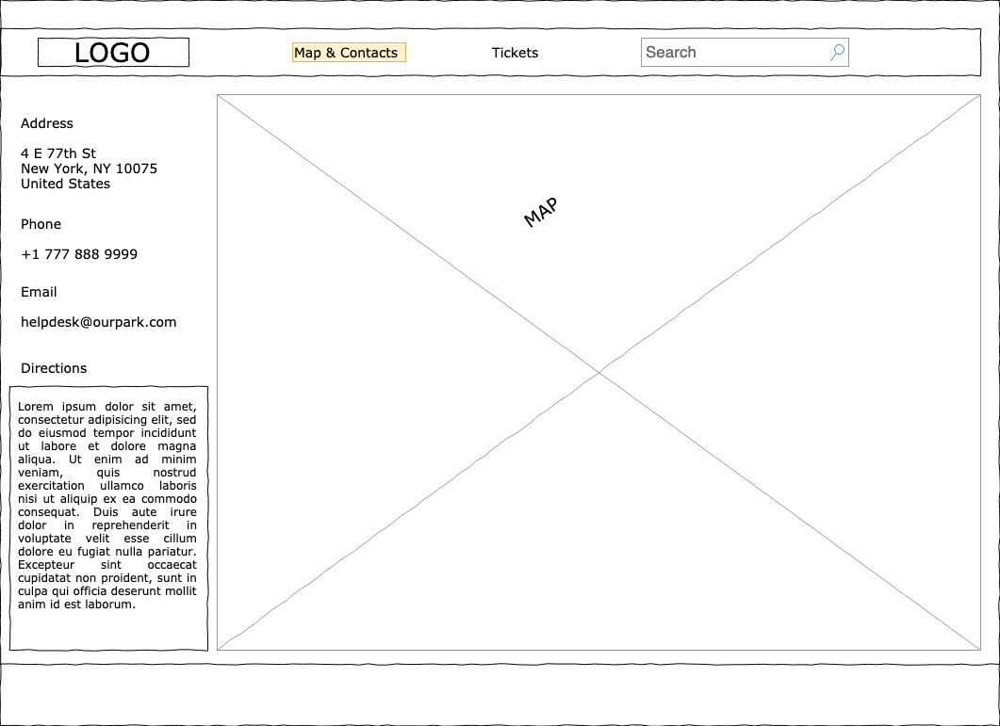 LOGO
Map & Contacts
Tickets
Search
Address
4 E 77th St
New York, NY 10075
United States
Phone
+1 777 888 9999
Email
helpdesk@ourpark.com
Directions
Lorem ipsum dolor sit amet,
consectetur adipisicing elit, sed
do eiusmod tempor incididunt
ut labore et dolore magna
aliqua. Ut enim ad minim
veniam, quis nostrud
exercitation ullamco laboris
nisi ut aliquip ex ea commodo
consequat. Duis aute irure
dolor in reprehenderit in
voluptate velit esse cillum
dolore eu fugiat nulla pariatur.
Excepteur sint occaecat
cupidatat non proident, sunt in
culpa qui officia deserunt mollit
anim id est laborum.
MAP